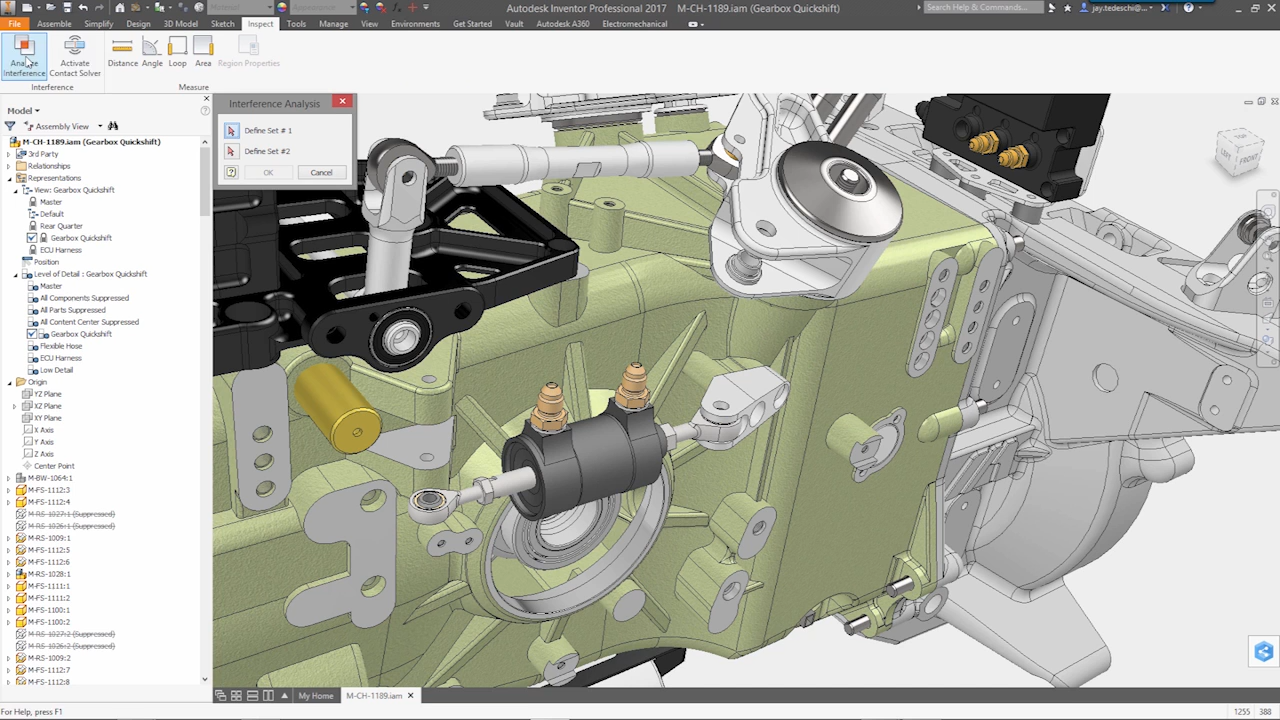 Material
Appearance
Autodesk Inventor Professional 2017 M-CH-1189.iam (Gearbox Quickshift)
Search Help & Commands...
jay.tedeschi@...
File Assemble Simplify Design 3D Model Sketch Inspect Tools Manage View Environments Get Started Vault Autodesk A360 Electromechanical
Analyze Interference
Activate Contact Solver
Distance Angle Loop Area Region Properties
Interference Measure
Model
Assembly View
M-CH-1189.iam (Gearbox Quickshift)
3rd Party
Relationships
Representations
View: Gearbox Quickshift
Master
Default
Rear Quarter
Gearbox Quickshift
ECU Harness
Position
Level of Detail : Gearbox Quickshift
Master
All Components Suppressed
All Parts Suppressed
All Content Center Suppressed
Gearbox Quickshift
Flexible Hose
ECU Harness
Low Detail
Origin
YZ Plane
XZ Plane
XY Plane
X Axis
Y Axis
Z Axis
Center Point
M-BW-1064:1
M-FS-1112:3
M-FS-1112:4
M-RS-1027:1 (Suppressed)
M-RS-1026:1 (Suppressed)
M-RS-1009:1
M-FS-1112:5
M-FS-1112:6
M-RS-1028:1
M-FS-1111:1
M-FS-1111:2
M-FS-1100:1
M-FS-1100:2
M-RS-1027:2 (Suppressed)
M-RS-1026:2 (Suppressed)
M-RS-1009:2
M-FS-1112:7
M-FS-1112:8
Interference Analysis
Define Set # 1
Define Set #2
OK Cancel
LEFT FRONT
My Home M-CH-1189.iam
For Help, press F1
1255 388